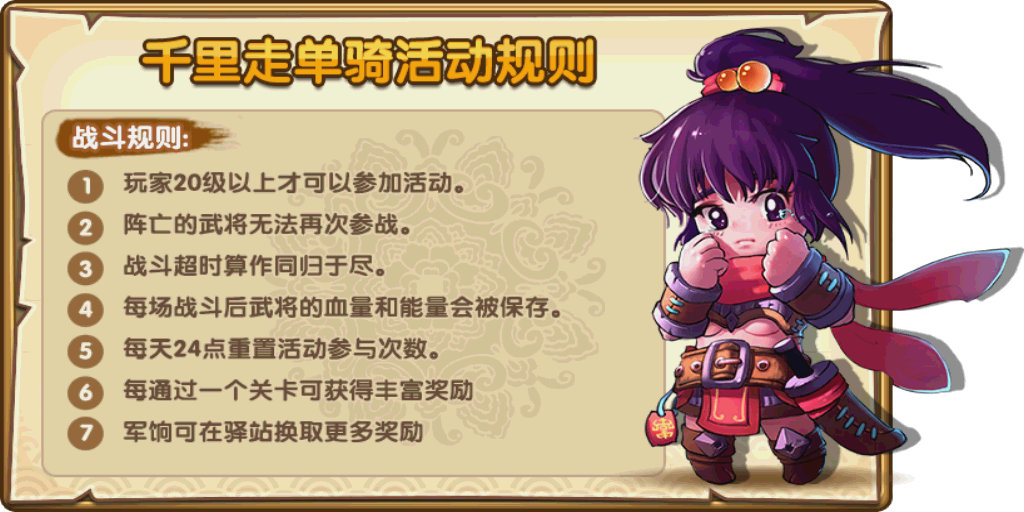 千里走单骑活动规则
战斗规则:
1 玩家20级以上才可以参加活动。
2 阵亡的武将无法再次参战。
3 战斗超时算作同归于尽。
4 每场战斗后武将的血量和能量会被保存。
5 每天24点重置活动参与次数。
6 每通过一个关卡可获得丰富奖励
7 军饷可在驿站换取更多奖励